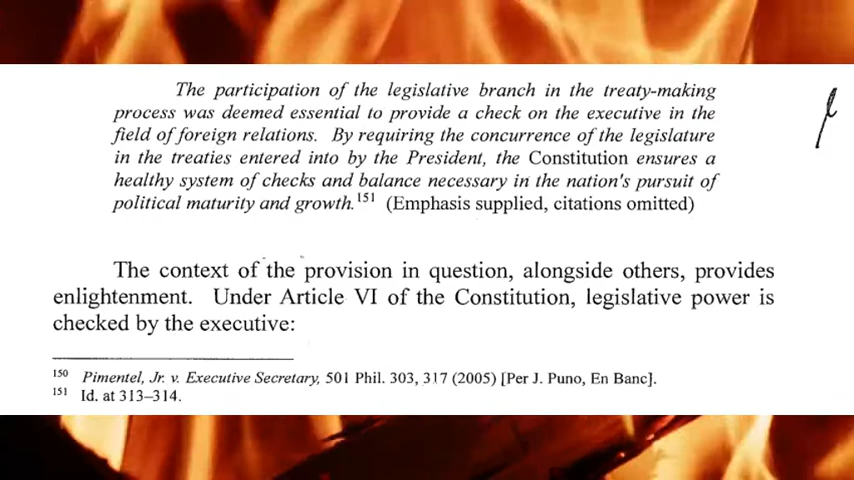 The participation of the legislative branch in the treaty-making
process was deemed essential to provide a check on the executive in the
field of foreign relations. By requiring the concurrence of the legislature
in the treaties entered into by the President, the Constitution ensures a
healthy system of checks and balance necessary in the nation's pursuit of
political maturity and growth.151 (Emphasis supplied, citations omitted)
The context of the provision in question, alongside others, provides
enlightenment. Under Article VI of the Constitution, legislative power is
checked by the executive:
150 Pimentel, Jr. v. Executive Secretary, 501 Phil. 303, 317 (2005) [Per J. Puno, En Banc].
151 Id. at 313–314.